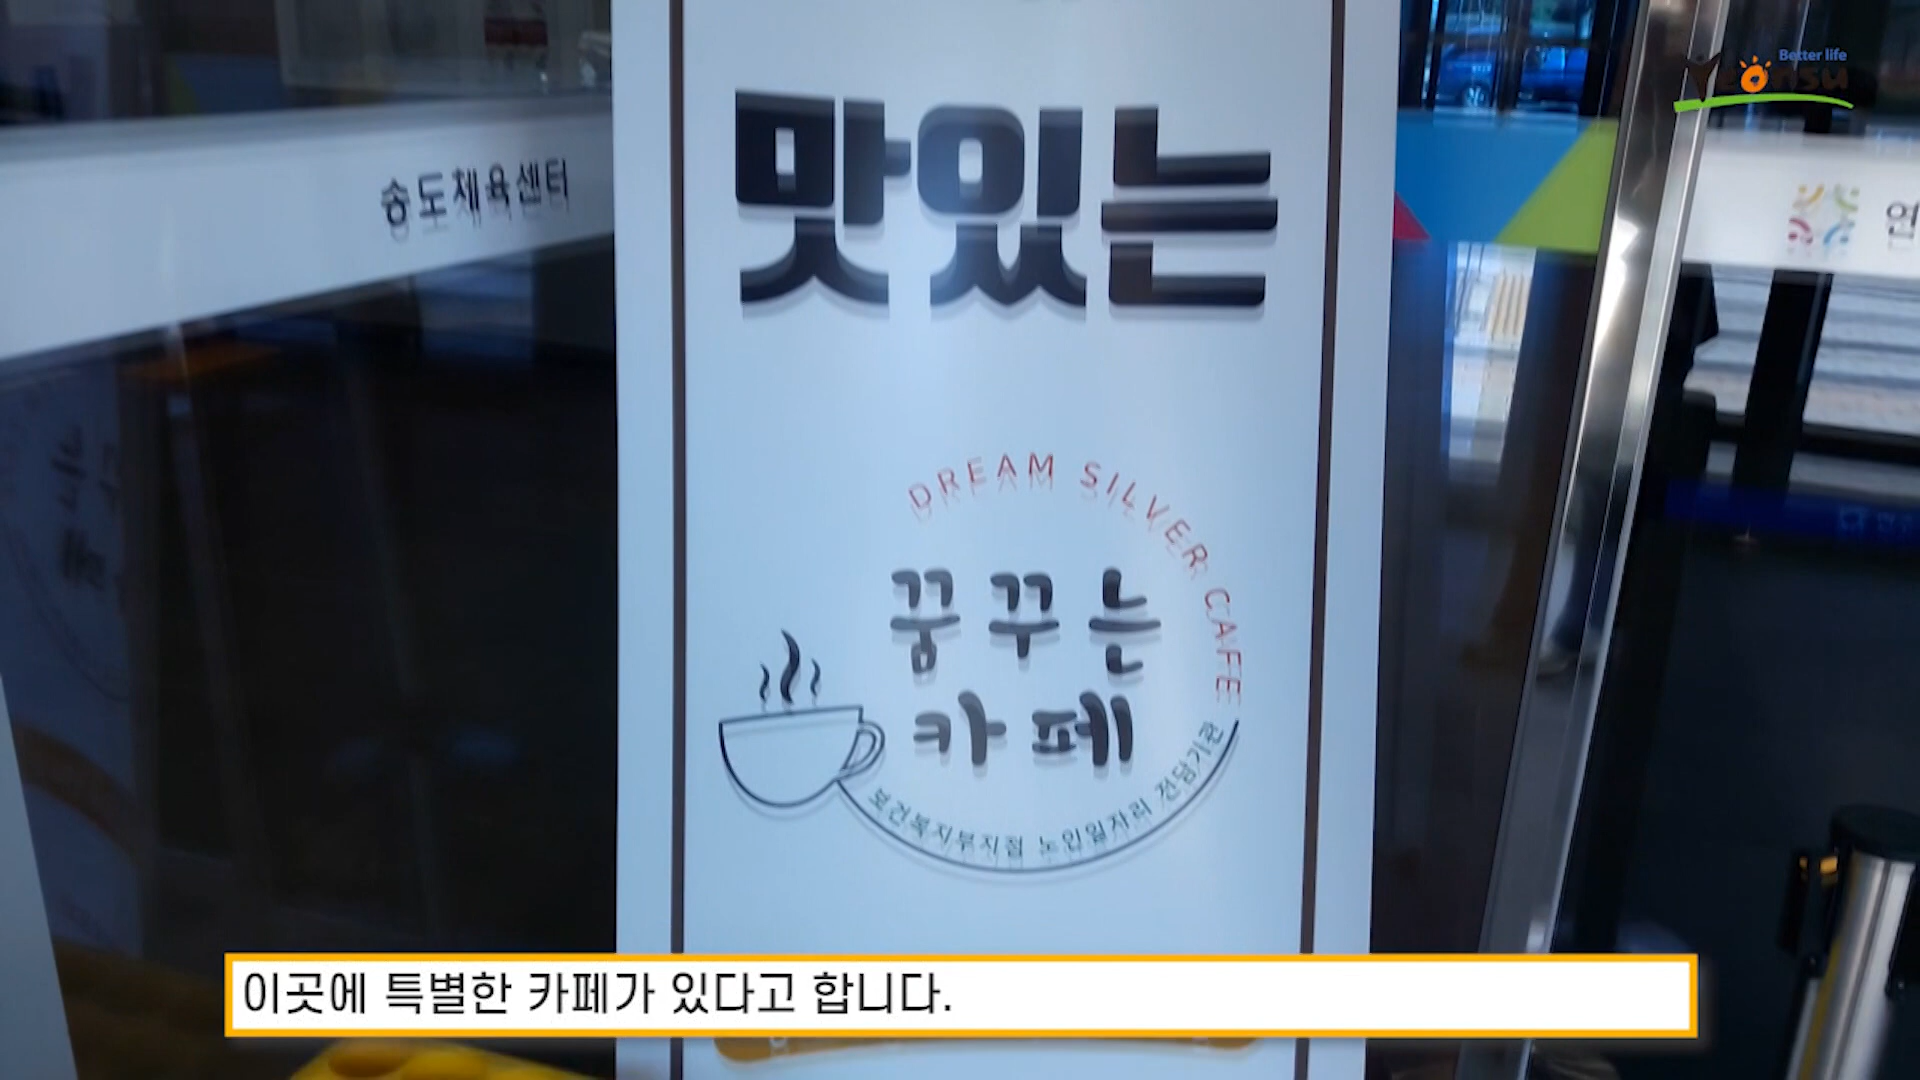 Better life
Yeonsu
맛있는
송도체육센터
연
DREAM SILVER CAFE
꿈꾸는
카페
보건복지부지정 노인일자리 전담기관
이곳에 특별한 카페가 있다고 합니다.